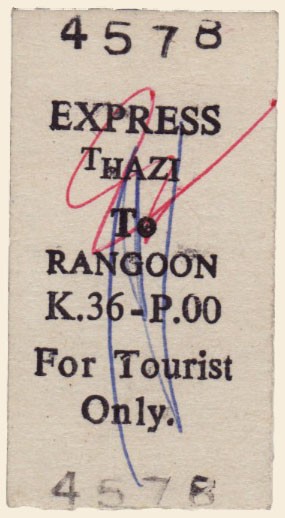 4578
EXPRESS
THAZI
To
RANGOON
K.36-P.00
For Tourist
Only.
4578